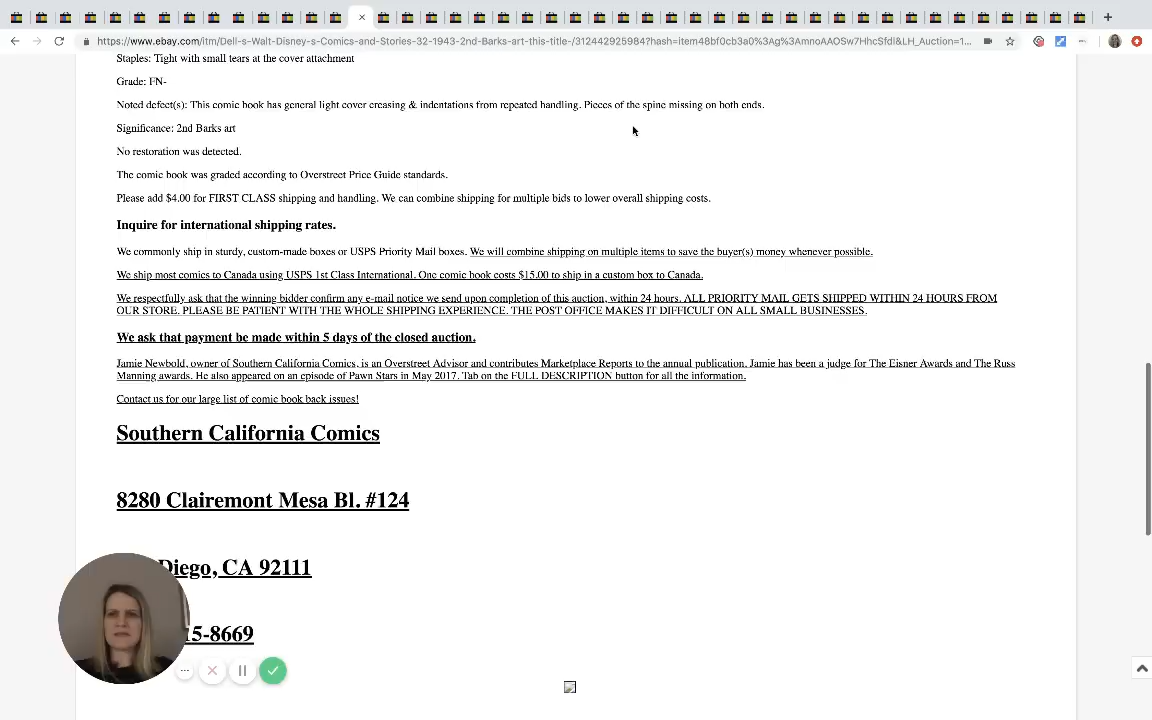 https://www.ebay.com/itm/Dell-s-Walt-Disney-s-Comics-and-Stories-32-1943-2nd-Barks-art-this-title-/312442925984?hash=item48bf0cb3a0%3Ag%3AmnoAAOSw7HhcSfdl&LH_Auction=1...
Staples: Tight with small tears at the cover attachment
Grade: FN-
Noted defect(s): This comic book has general light cover creasing & indentations from repeated handling. Pieces of the spine missing on both ends.
Significance: 2nd Barks art
No restoration was detected.
The comic book was graded according to Overstreet Price Guide standards.
Please add $4.00 for FIRST CLASS shipping and handling. We can combine shipping for multiple bids to lower overall shipping costs.
Inquire for international shipping rates.
We commonly ship in sturdy, custom-made boxes or USPS Priority Mail boxes. We will combine shipping on multiple items to save the buyer(s) money whenever possible.
We ship most comics to Canada using USPS 1st Class International. One comic book costs $15.00 to ship in a custom box to Canada.
We respectfully ask that the winning bidder confirm any e-mail notice we send upon completion of this auction, within 24 hours. ALL PRIORITY MAIL GETS SHIPPED WITHIN 24 HOURS FROM
OUR STORE. PLEASE BE PATIENT WITH THE WHOLE SHIPPING EXPERIENCE. THE POST OFFICE MAKES IT DIFFICULT ON ALL SMALL BUSINESSES.
We ask that payment be made within 5 days of the closed auction.
Jamie Newbold, owner of Southern California Comics, is an Overstreet Advisor and contributes Marketplace Reports to the annual publication. Jamie has been a judge for The Eisner Awards and The Russ
Manning awards. He also appeared on an episode of Pawn Stars in May 2017. Tab on the FULL DESCRIPTION button for all the information.
Contact us for our large list of comic book back issues!
Southern California Comics
8280 Clairemont Mesa Bl. #124
Diego, CA 92111
15-8669